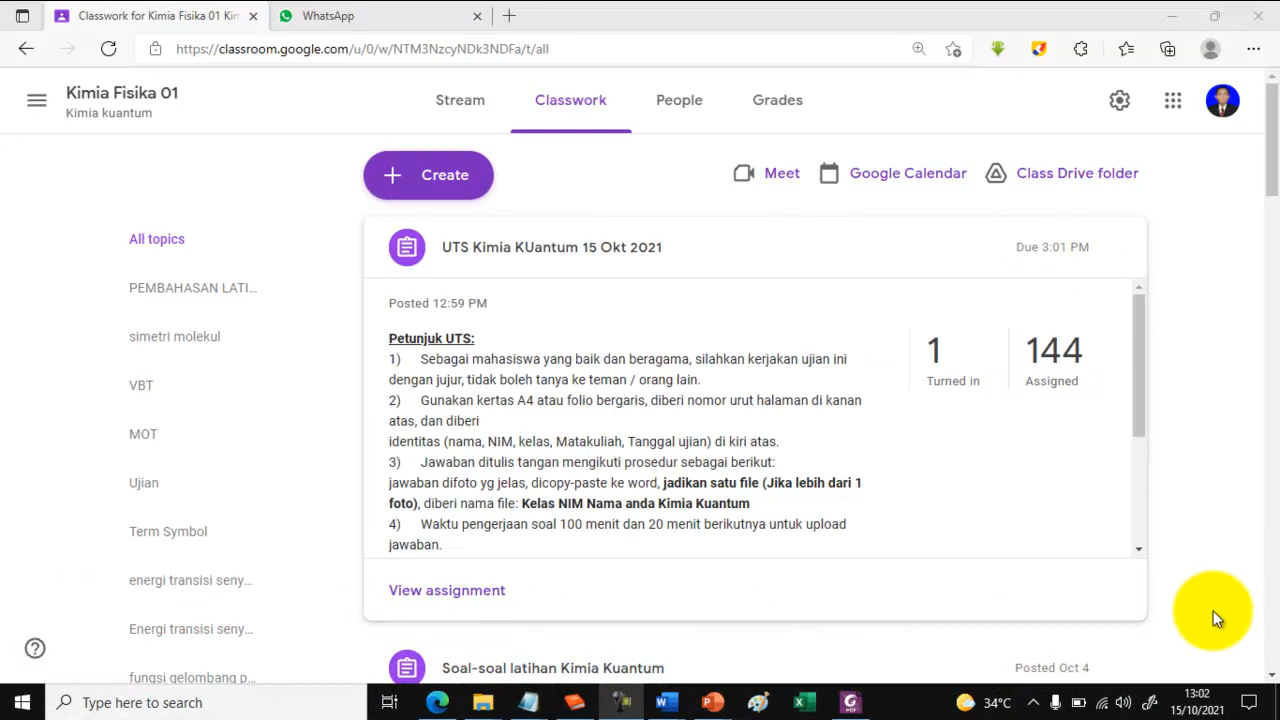 Classwork for Kimia Fisika 01 Kim
WhatsApp
https://classroom.google.com/u/0/w/NTM3NzcyNDk3NDFa/t/all
Kimia Fisika 01
Kimia kuantum
Stream
Classwork
People
Grades
Create
Meet
Google Calendar
Class Drive folder
All topics
PEMBAHASAN LATI...
simetri molekul
VBT
MOT
Ujian
Term Symbol
energi transisi seny...
Energi transisi seny...
fungsi gelombang p...
UTS Kimia KUantum 15 Okt 2021
Due 3:01 PM
Posted 12:59 PM
Petunjuk UTS:
1) Sebagai mahasiswa yang baik dan beragama, silahkan kerjakan ujian ini
dengan jujur, tidak boleh tanya ke teman / orang lain.
2) Gunakan kertas A4 atau folio bergaris, diberi nomor urut halaman di kanan
atas, dan diberi
identitas (nama, NIM, kelas, Matakuliah, Tanggal ujian) di kiri atas.
3) Jawaban ditulis tangan mengikuti prosedur sebagai berikut:
jawaban difoto yg jelas, dicopy-paste ke word, jadikan satu file (Jika lebih dari 1
foto), diberi nama file: Kelas NIM Nama anda Kimia Kuantum
4) Waktu pengerjaan soal 100 menit dan 20 menit berikutnya untuk upload
jawaban.
1
Turned in
144
Assigned
View assignment
Soal-soal latihan Kimia Kuantum
Posted Oct 4
Type here to search
34°C
13:02
15/10/2021